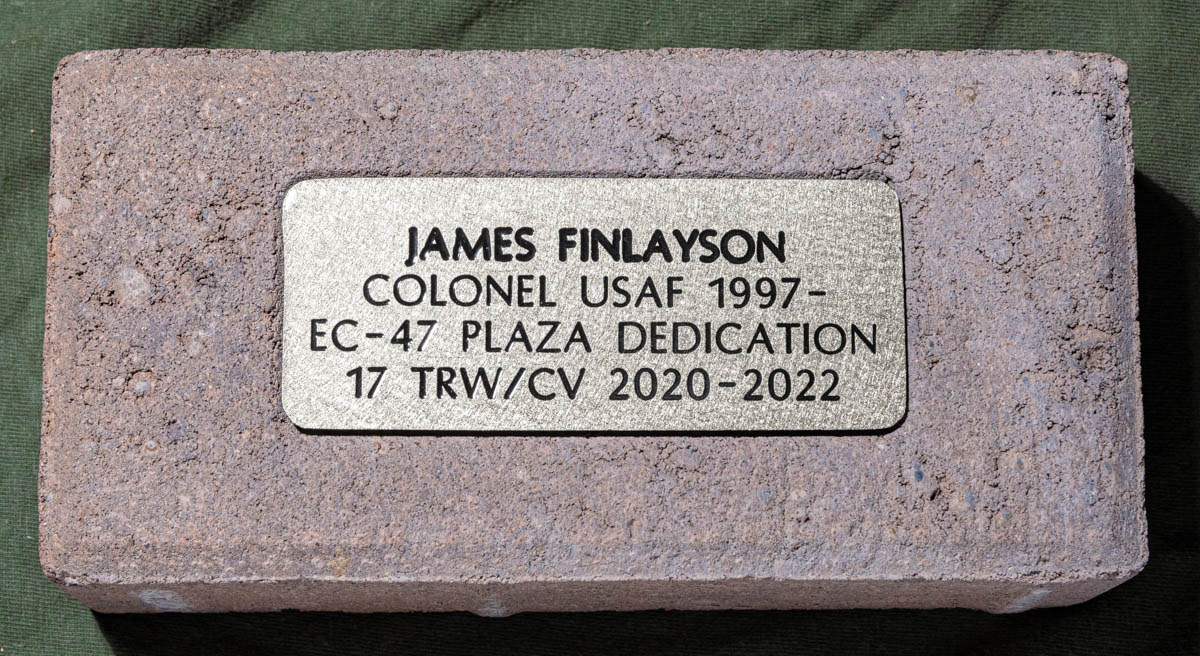 JAMES FINLAYSON
COLONEL USAF 1997-
EC-47 PLAZA DEDICATION
17 TRW/CV 2020-2022